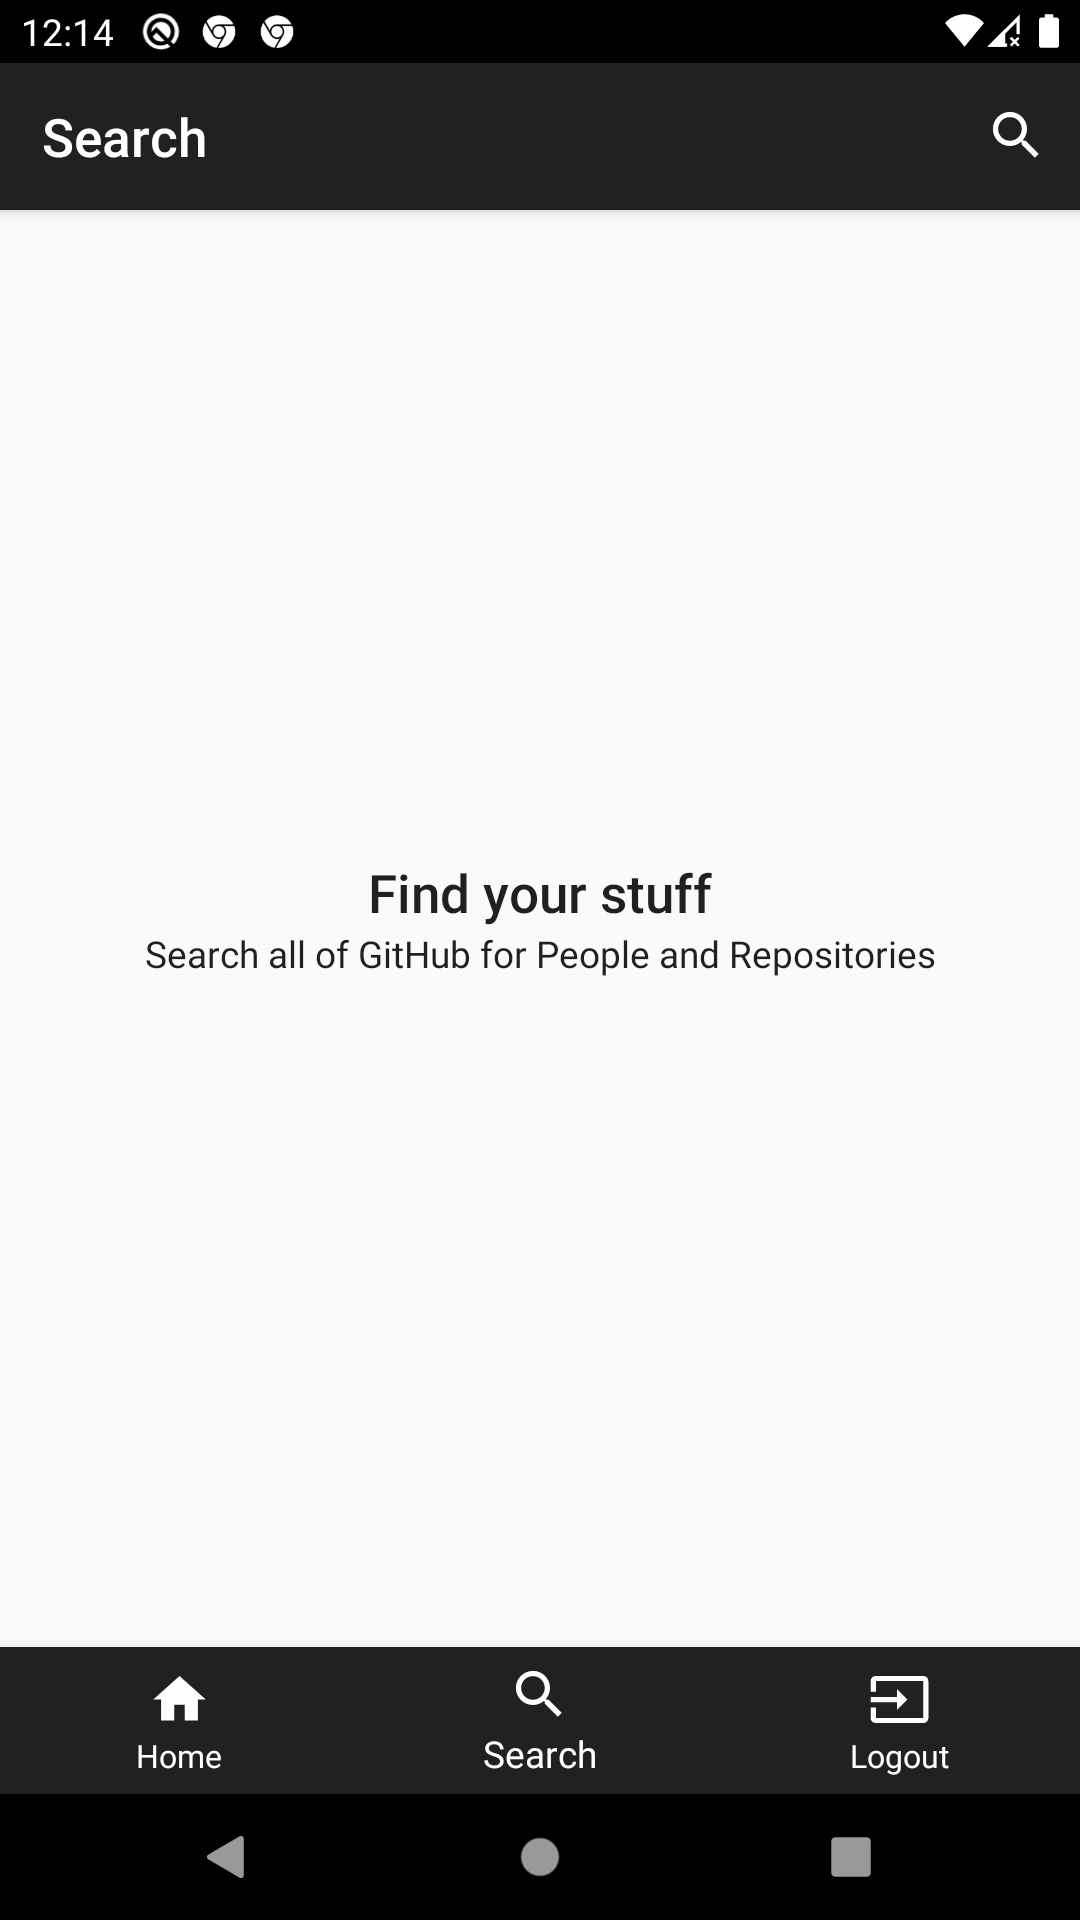 12:14
Search
Find your stuff
Search all of GitHub for People and Repositories
Home
Search
Logout